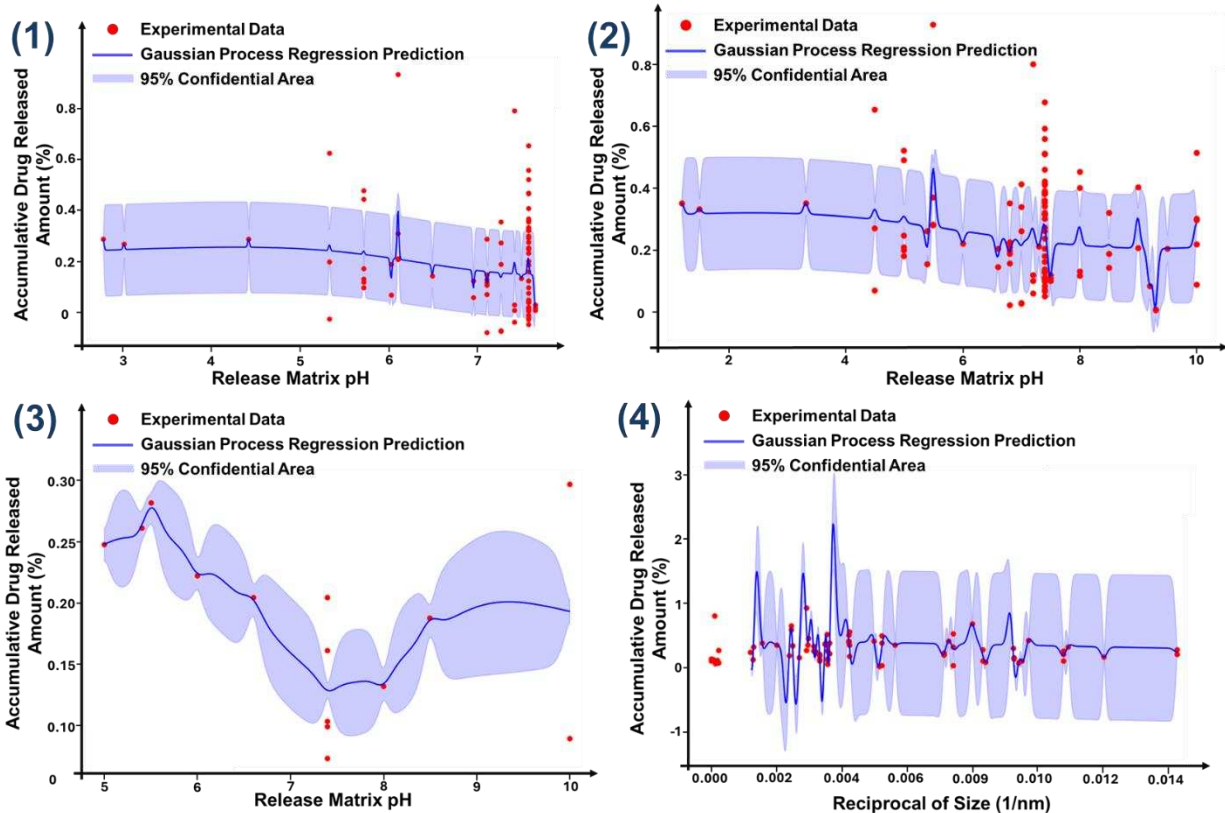 (1)
Experimental Data
Gaussian Process Regression Prediction
95% Confidential Area
Accumulative Drug Released
Amount (%)
0.8
0.6
0.4
0.2
0
3
4
5
6
7
Release Matrix pH
(2)
Experimental Data
Gaussian Process Regression Prediction
95% Confidential Area
Accumulative Drug Released
Amount (%)
0.8
0.6
0.4
0.2
0
2
4
6
8
10
Release Matrix pH
(3)
Experimental Data
Gaussian Process Regression Prediction
95% Confidential Area
Accumulative Drug Released
Amount (%)
0.30
0.25
0.20
0.15
0.10
0
5
6
7
8
9
10
Release Matrix pH
(4)
Experimental Data
Gaussian Process Regression Prediction
95% Confidential Area
Accumulative Drug Released
Amount (%)
3
2
1
0
-1
0.000
0.002
0.004
0.006
0.009
0.010
0.012
0.014
Reciprocal of Size (1/nm)